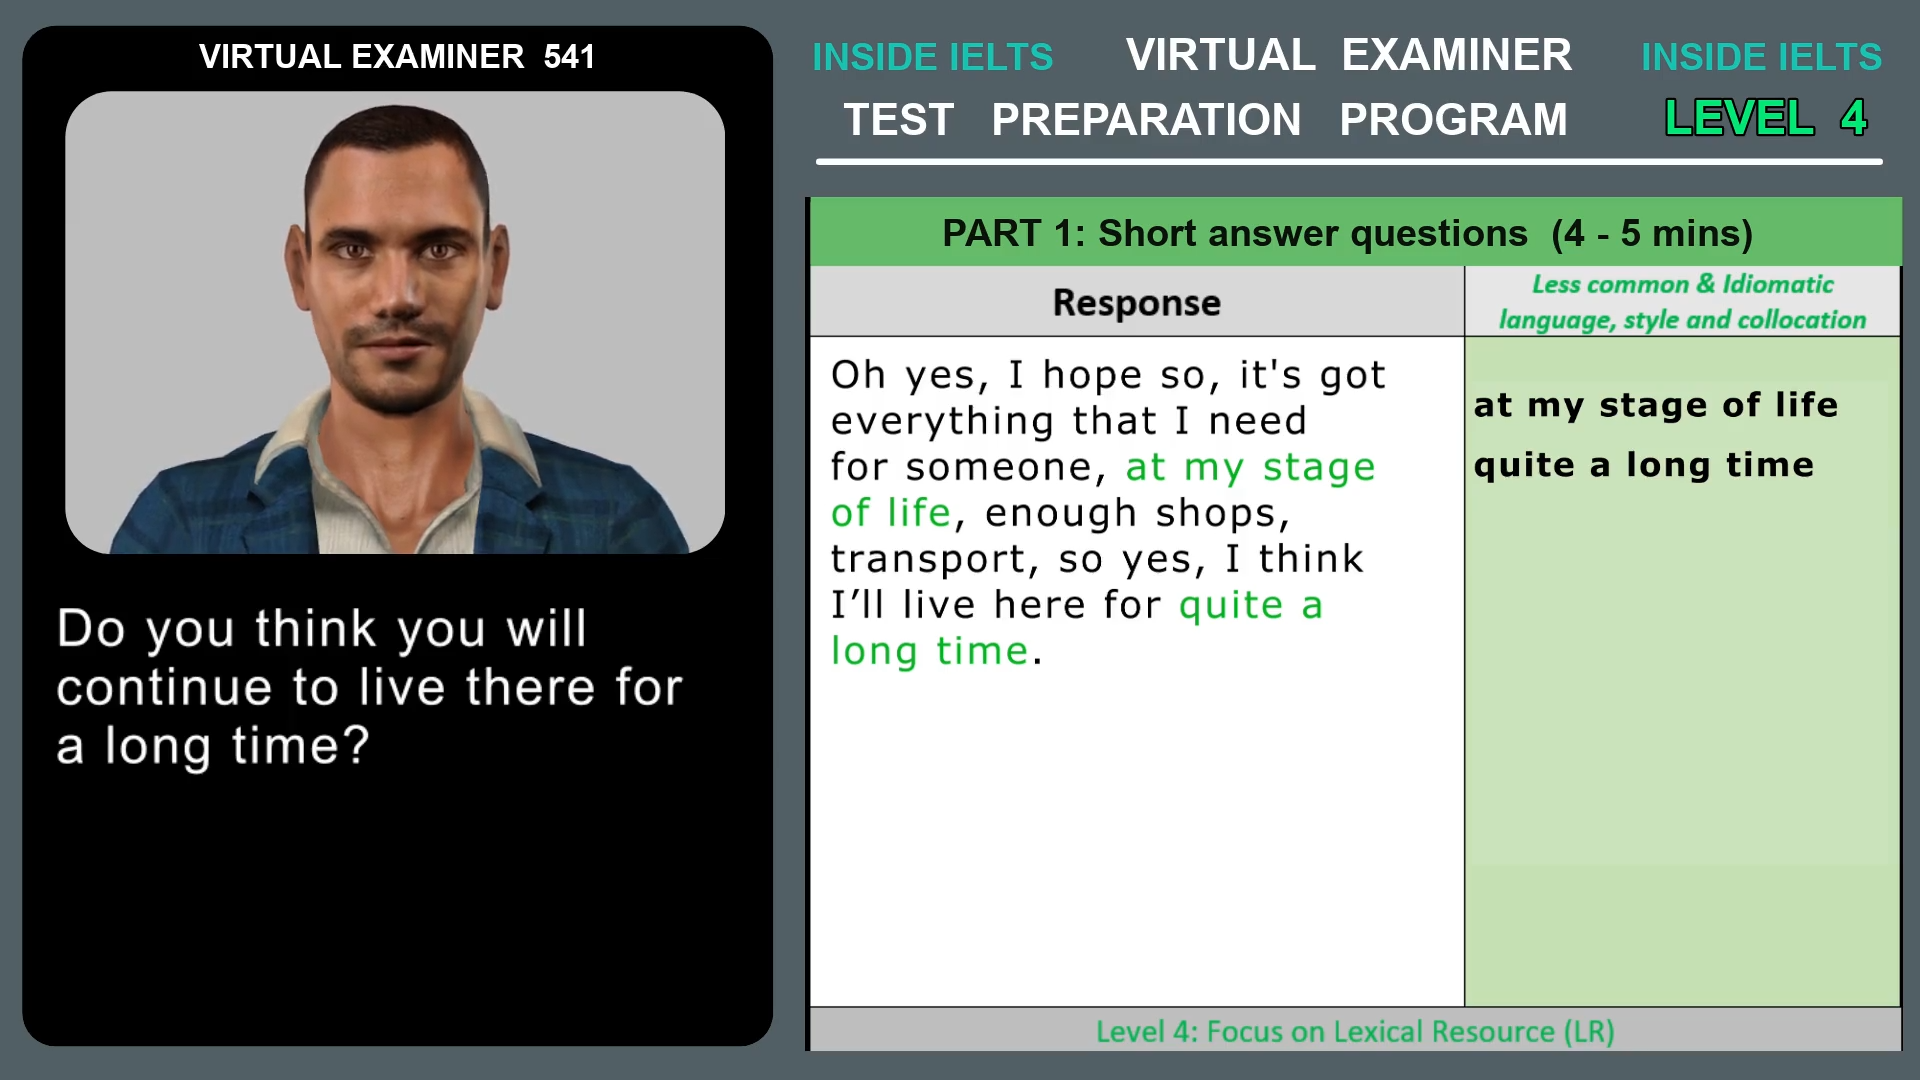 VIRTUAL EXAMINER 541
Do you think you will
continue to live there for
a long time?
INSIDE IELTS VIRTUAL EXAMINER INSIDE IELTS
TEST PREPARATION PROGRAM LEVEL 4
PART 1: Short answer questions (4 - 5 mins)
Response
Oh yes, I hope so, it's got
everything that I need
for someone, at my stage
of life, enough shops,
transport, so yes, I think
I’ll live here for quite a
long time.
Less common & Idiomatic
language, style and collocation
at my stage of life
quite a long time
Level 4: Focus on Lexical Resource (LR)